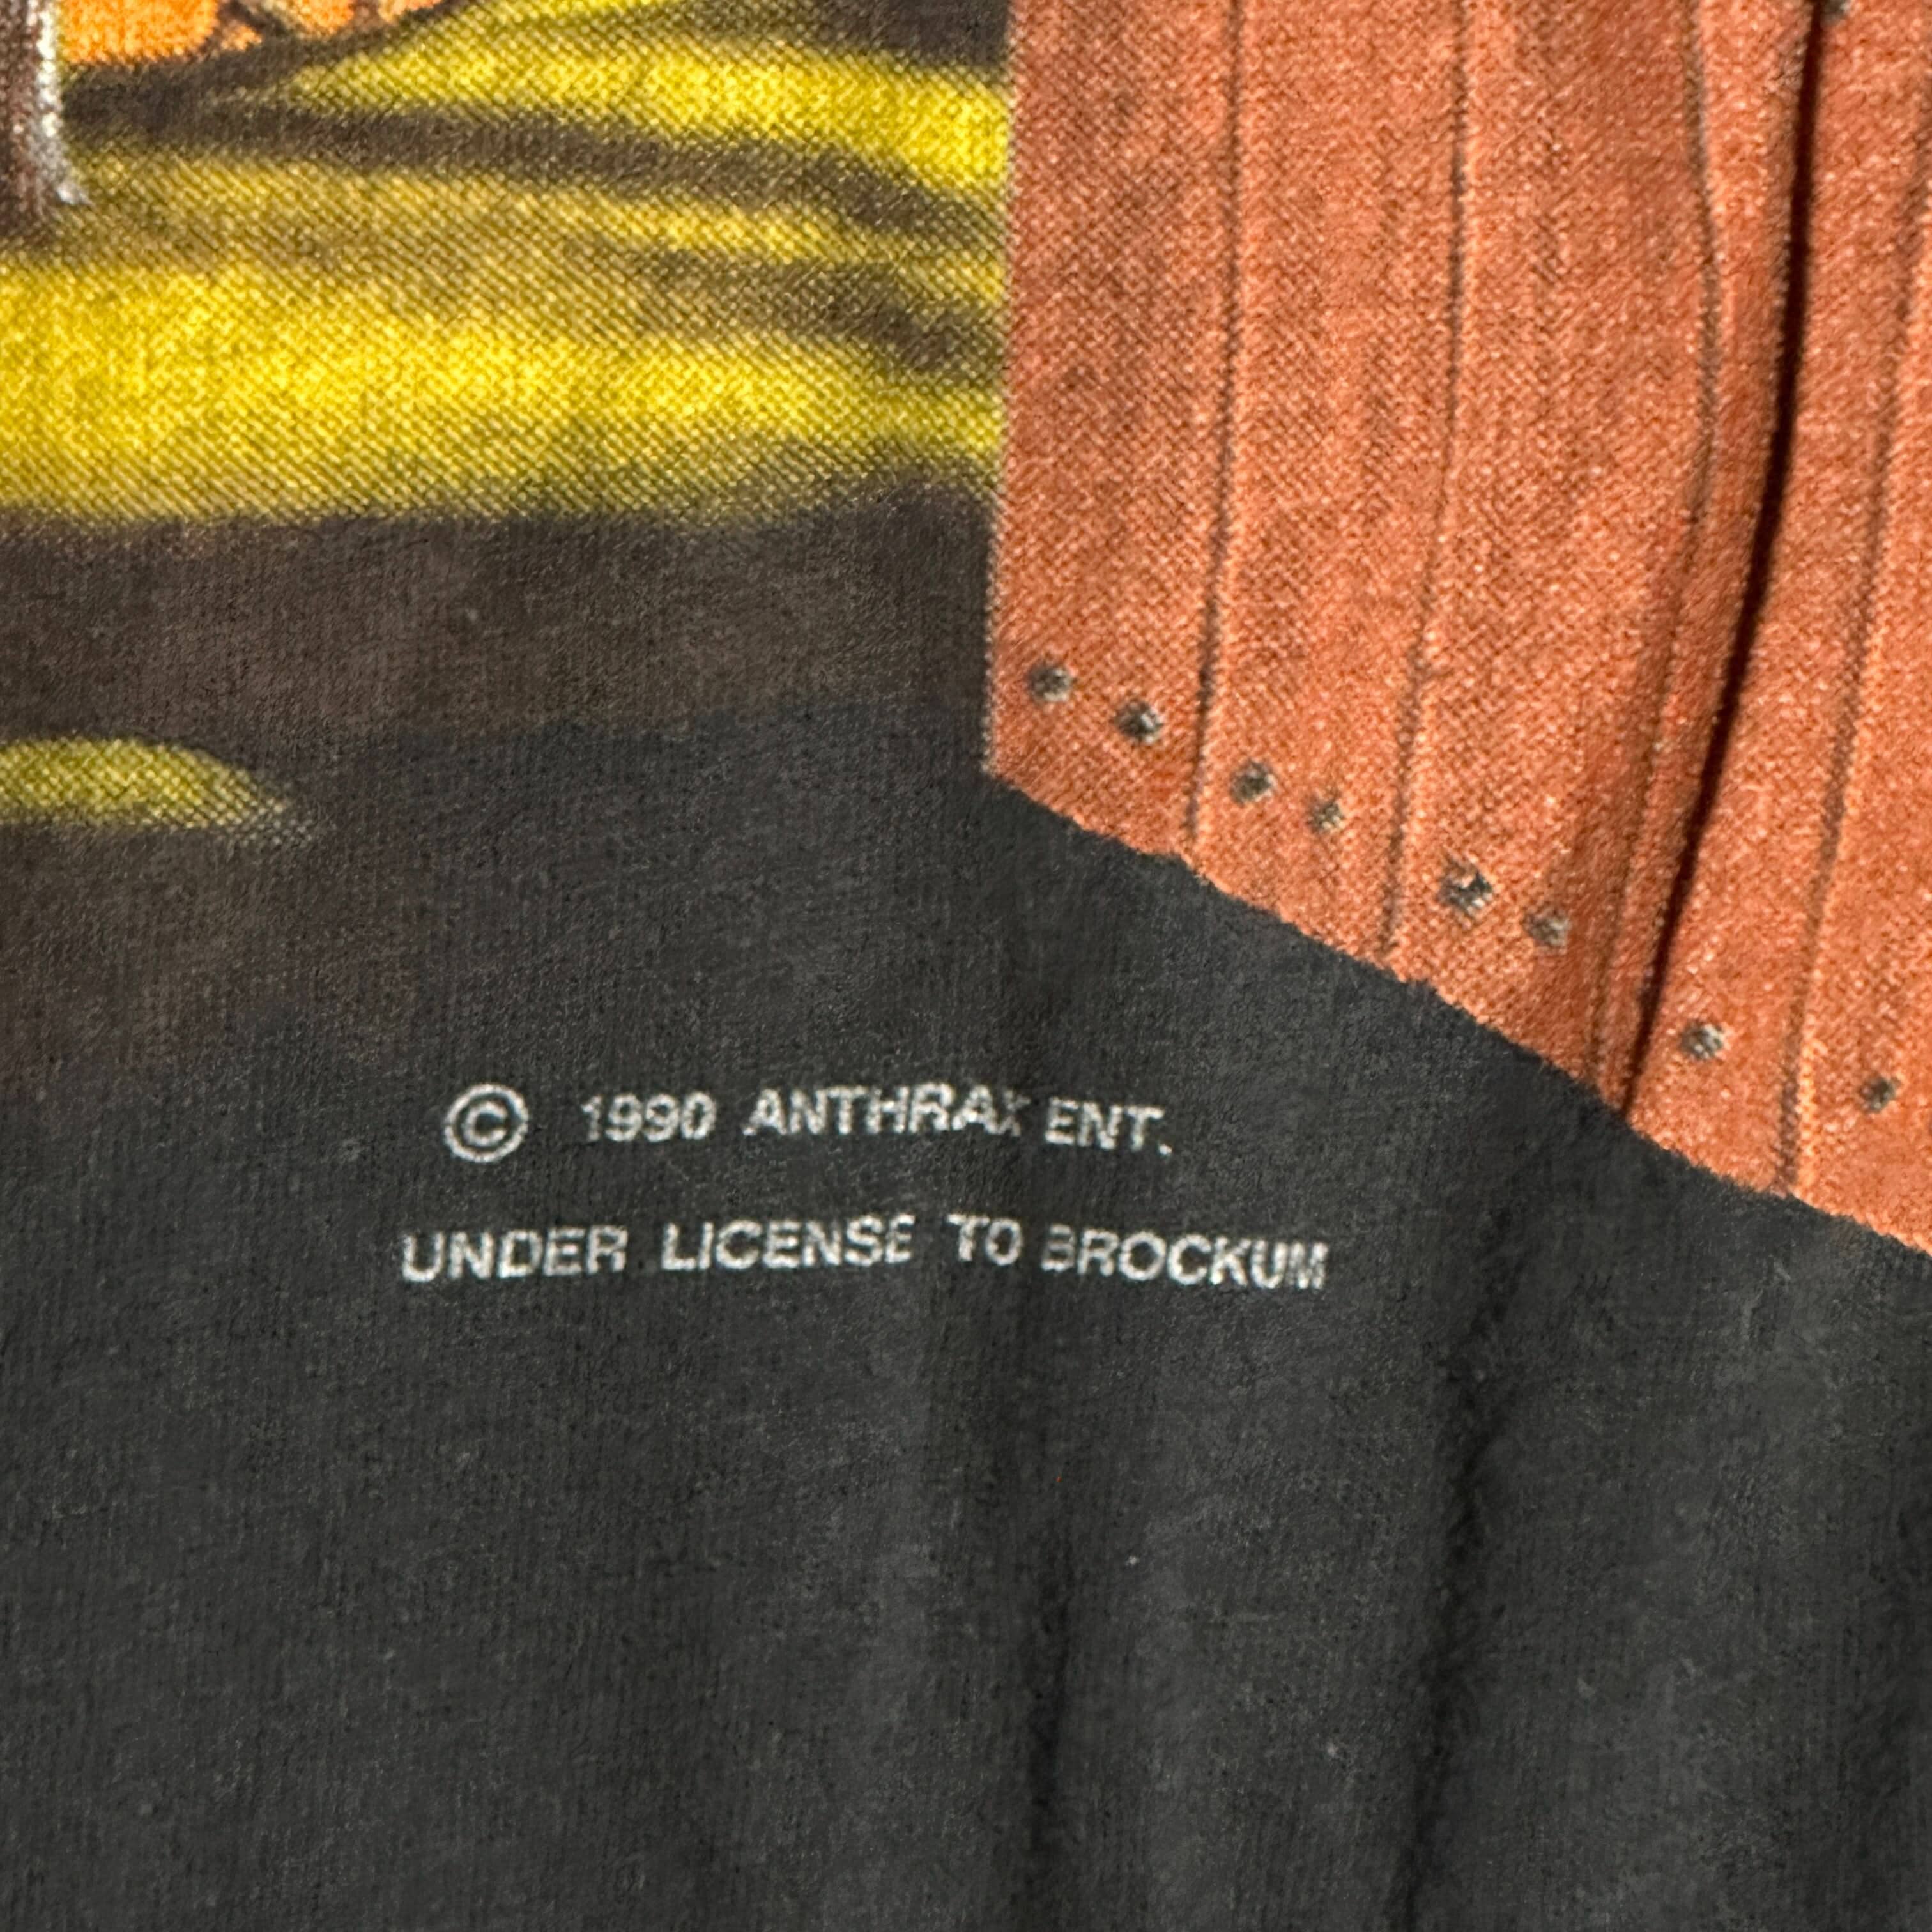 © 1990 ANTHRAX ENT.
UNDER LICENSE TO BROCKUM